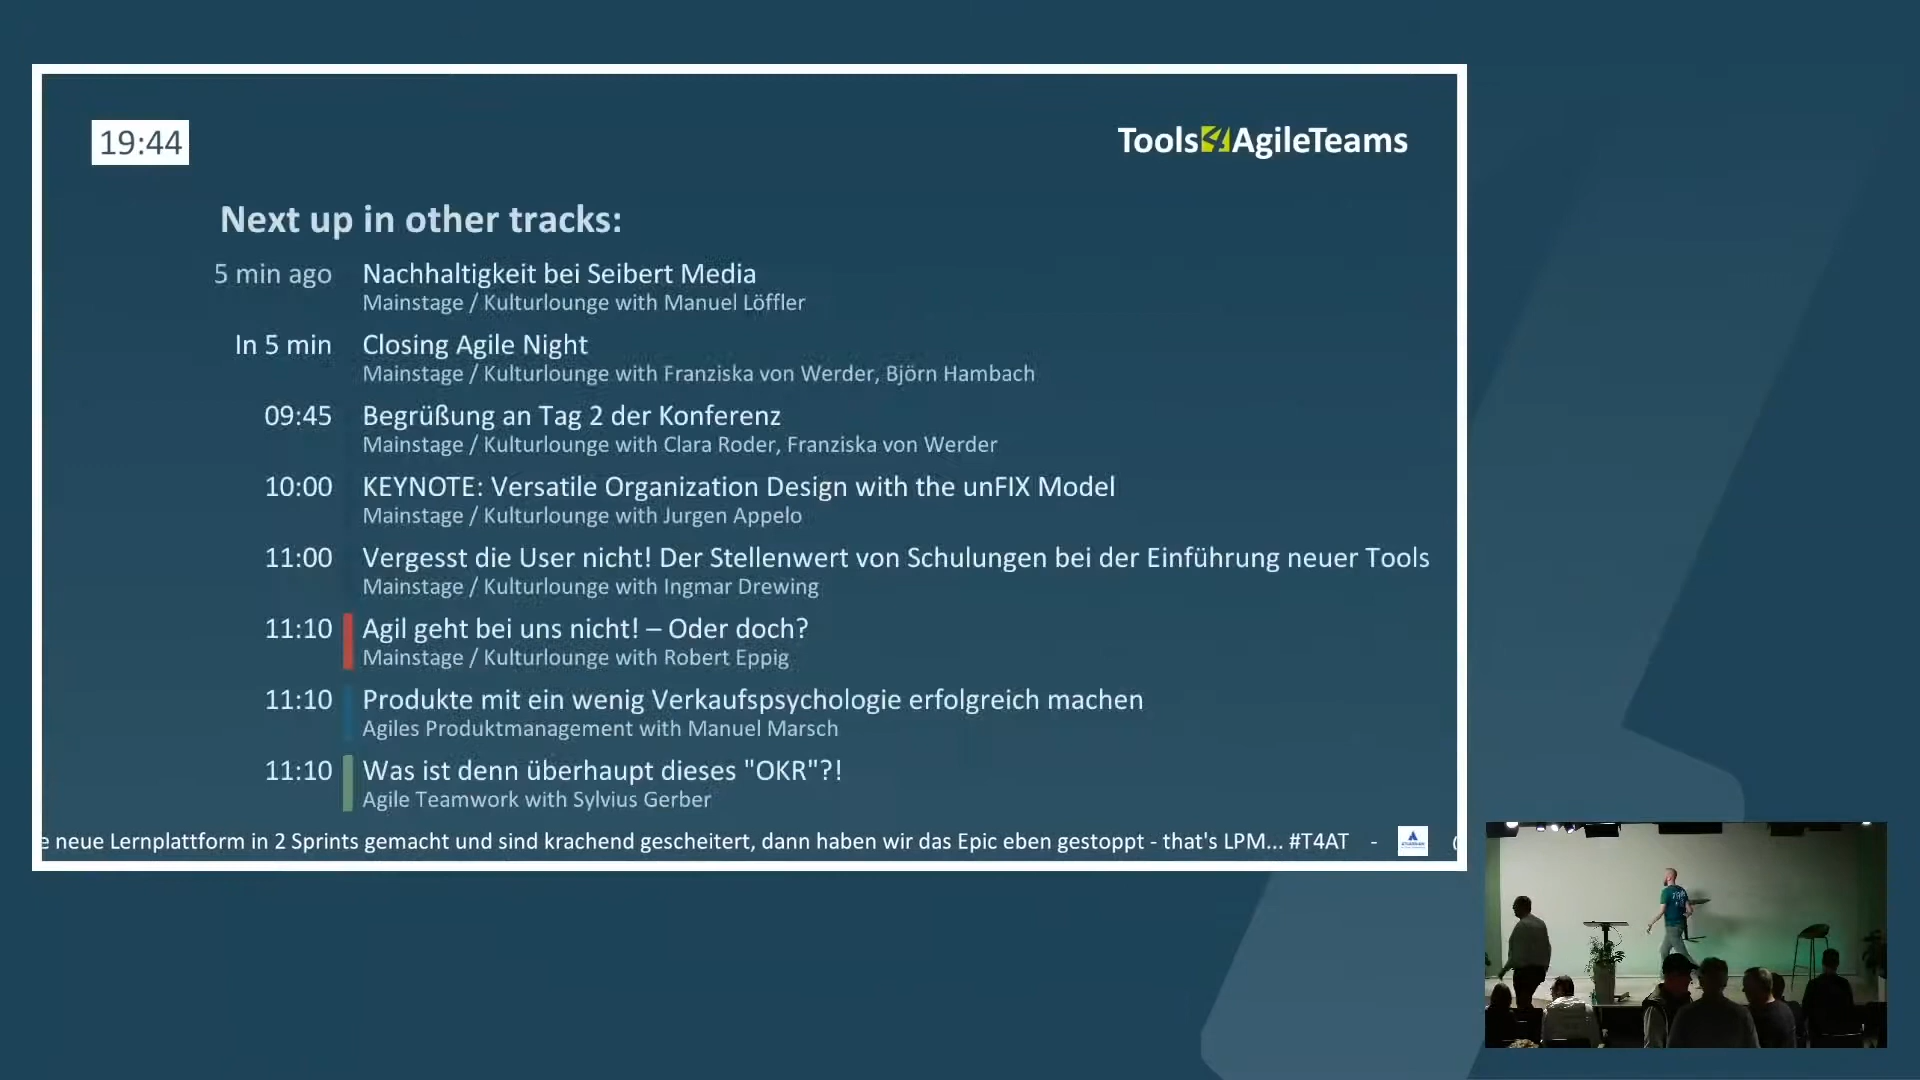 19:44
Tools4AgileTeams
Next up in other tracks:
5 min ago
Nachhaltigkeit bei Seibert Media
Mainstage / Kulturlounge with Manuel Löffler
In 5 min
Closing Agile Night
Mainstage / Kulturlounge with Franziska von Werder, Björn Hambach
09:45
Begrüßung an Tag 2 der Konferenz
Mainstage / Kulturlounge with Clara Roder, Franziska von Werder
10:00
KEYNOTE: Versatile Organization Design with the unFIX Model
Mainstage / Kulturlounge with Jurgen Appelo
11:00
Vergesst die User nicht! Der Stellenwert von Schulungen bei der Einführung neuer Tools
Mainstage / Kulturlounge with Ingmar Drewing
11:10
Agil geht bei uns nicht! – Oder doch?
Mainstage / Kulturlounge with Robert Eppig
11:10
Produkte mit ein wenig Verkaufspsychologie erfolgreich machen
Agiles Produktmanagement with Manuel Marsch
11:10
Was ist denn überhaupt dieses "OKR"?!
Agile Teamwork with Sylvius Gerber
e neue Lernplattform in 2 Sprints gemacht und sind krachend gescheitert, dann haben wir das Epic eben gestoppt - that's LPM... #T4AT -